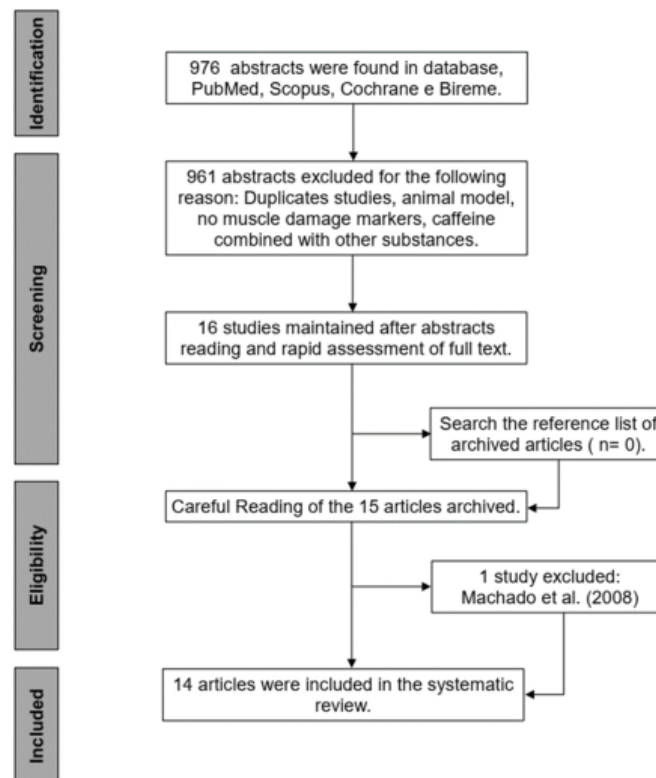 Identification
976 abstracts were found in database,
PubMed, Scopus, Cochrane e Bireme.
Screening
961 abstracts excluded for the following
reason: Duplicates studies, animal model,
no muscle damage markers, caffeine
combined with other substances.
16 studies maintained after abstracts
reading and rapid assessment of full text.
Search the reference list of
archived articles ( n= 0).
Eligibility
Careful Reading of the 15 articles archived.
1 study excluded:
Machado et al. (2008)
Included
14 articles were included in the systematic
review.